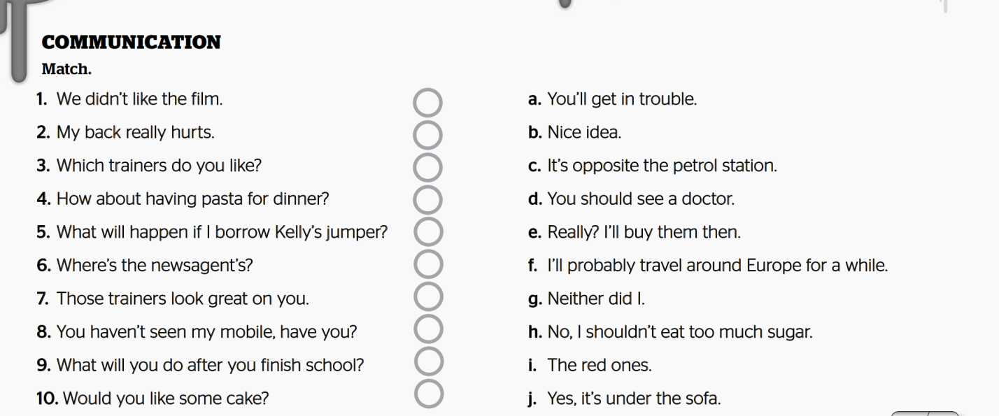 COMMUNICATION
Match.
1. We didn't like the film.
2. My back really hurts.
3. Which trainers do you like?
4. How about having pasta for dinner?
5. What will happen if I borrow Kelly's jumper?
6. Where's the newsagent's?
7. Those trainers look great on you.
8. You haven't seen my mobile, have you?
9. What will you do after you finish school?
10. Would you like some cake?
a. You'll get in trouble.
b. Nice idea.
c. It's opposite the petrol station.
d. You should see a doctor.
e. Really? I'll buy them then.
f. I'll probably travel around Europe for a while.
g. Neither did I.
h. No, I shouldn't eat too much sugar.
i. The red ones.
j. Yes, it's under the sofa.